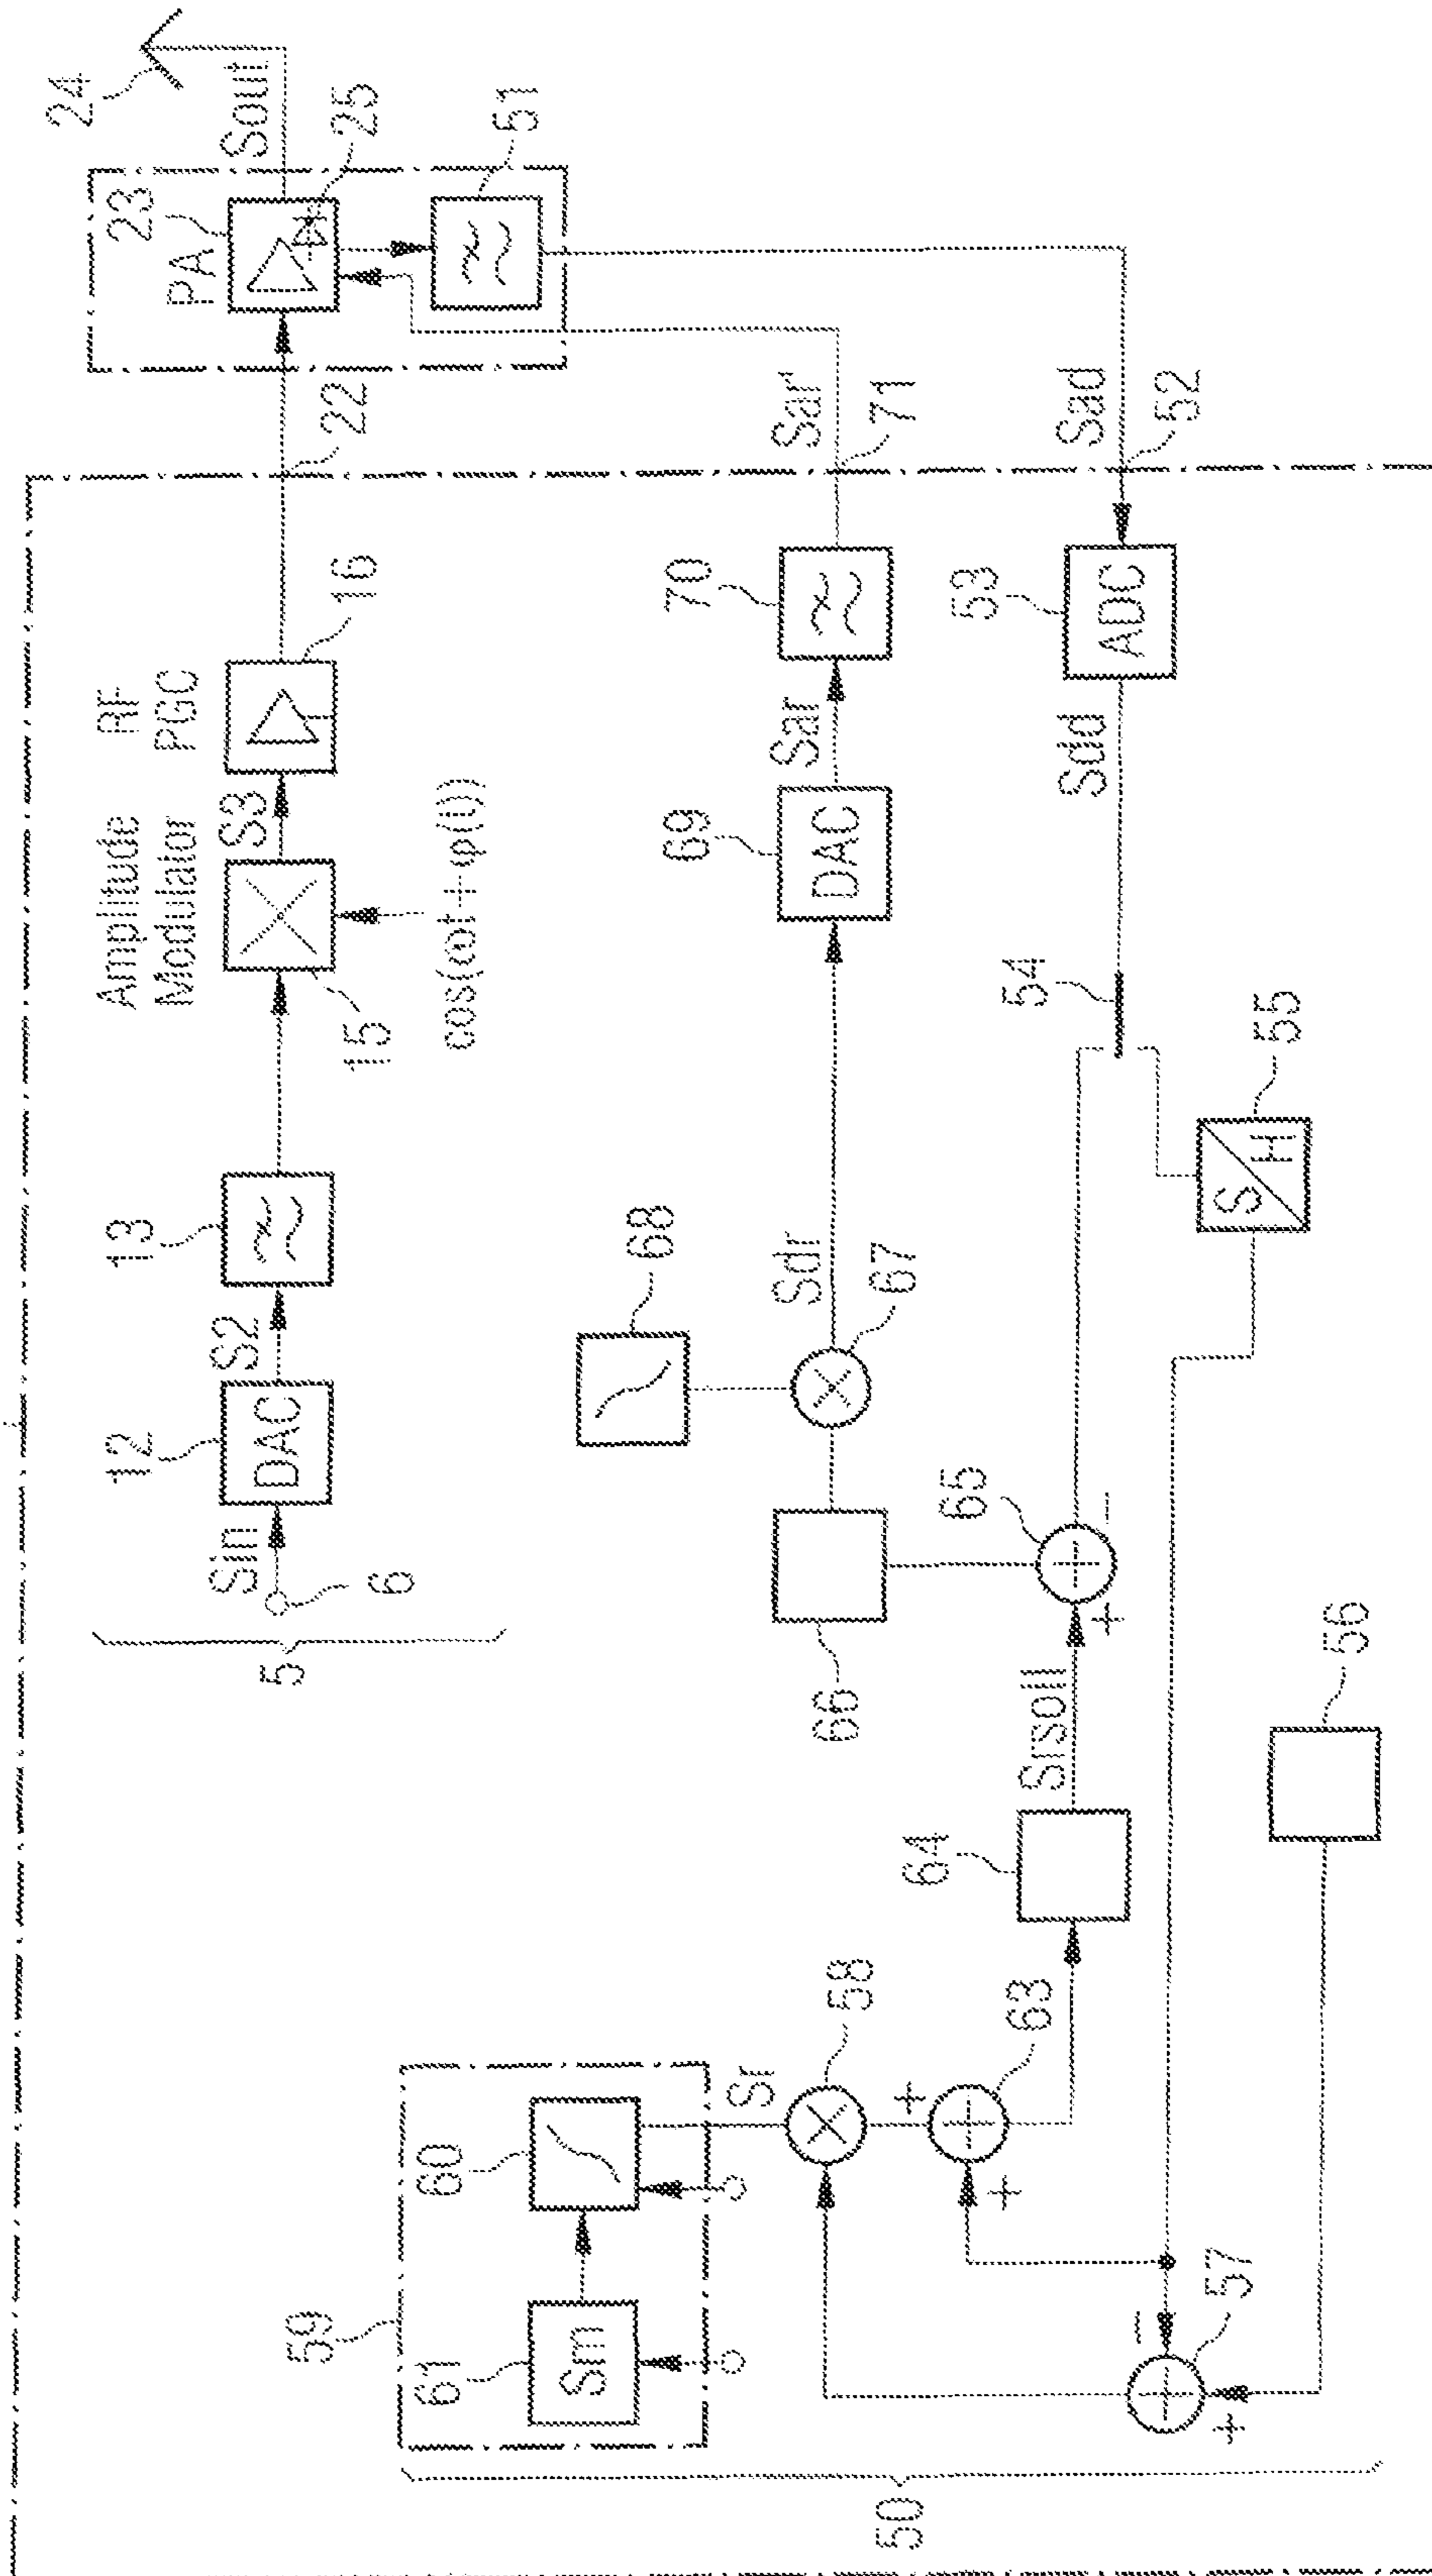 5
6
Sin
12
DAC
S2
13
15
Amplitude
Modulator
S3
cos(ωt+φ(t))
RF
PGC
16
22
PA
23
25
Sout
24
51
50
59
61
Sm
60
Sr
58
+
63
+
57
−
+
64
Srsoll
65
+
−
66
68
67
Sdr
69
DAC
Sar
70
Sar'
71
54
Sdd
53
ADC
Sad
52
55
S
H
56